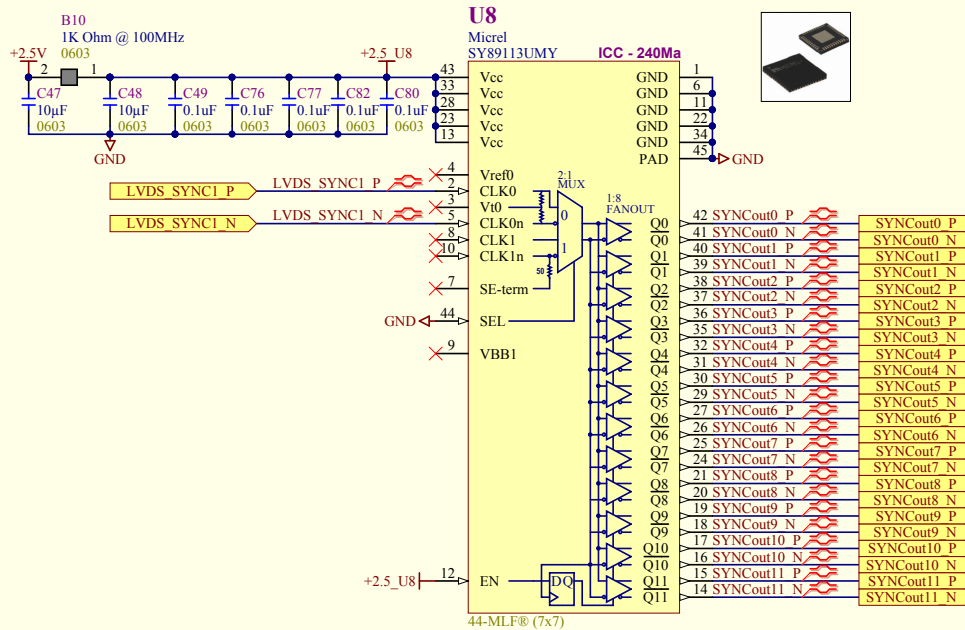 U8
B10
1K Ohm @ 100MHz
0603
Micrel
SY89113UMY
ICC - 240Ma
+2.5V
+2.5_U8
2
1
C47
10µF
0603
C48
10µF
0603
C49
0.1uF
C76
0.1uF
C77
0.1uF
C82
0.1uF
C80
0.1uF
0603
GND
43 Vcc
33 Vcc
28 Vcc
23 Vcc
13 Vcc
GND 1
GND 6
GND 11
GND 22
GND 34
PAD 45
GND
4 Vref0
LVDS_SYNC1_P LVDS_SYNC1_P 2 CLK0
3 Vt0
LVDS_SYNC1_N LVDS_SYNC1_N 5 CLK0n
8 CLK1
10 CLK1n
7 SE-term
GND 44 SEL
9 VBB1
+2.5_U8 12 EN
2:1
MUX
0
1
50
1:8
FANOUT
DQ
Q0 42 SYNCout0_P SYNCout0_P
Q0 41 SYNCout0_N SYNCout0_N
Q1 40 SYNCout1_P SYNCout1_P
Q1 39 SYNCout1_N SYNCout1_N
Q2 38 SYNCout2_P SYNCout2_P
Q2 37 SYNCout2_N SYNCout2_N
Q3 36 SYNCout3_P SYNCout3_P
Q3 35 SYNCout3_N SYNCout3_N
Q4 32 SYNCout4_P SYNCout4_P
Q4 31 SYNCout4_N SYNCout4_N
Q5 30 SYNCout5_P SYNCout5_P
Q5 29 SYNCout5_N SYNCout5_N
Q6 27 SYNCout6_P SYNCout6_P
Q6 26 SYNCout6_N SYNCout6_N
Q7 25 SYNCout7_P SYNCout7_P
Q7 24 SYNCout7_N SYNCout7_N
Q8 21 SYNCout8_P SYNCout8_P
Q8 20 SYNCout8_N SYNCout8_N
Q9 19 SYNCout9_P SYNCout9_P
Q9 18 SYNCout9_N SYNCout9_N
Q10 17 SYNCout10_P SYNCout10_P
Q10 16 SYNCout10_N SYNCout10_N
Q11 15 SYNCout11_P SYNCout11_P
Q11 14 SYNCout11_N SYNCout11_N
44-MLF® (7x7)